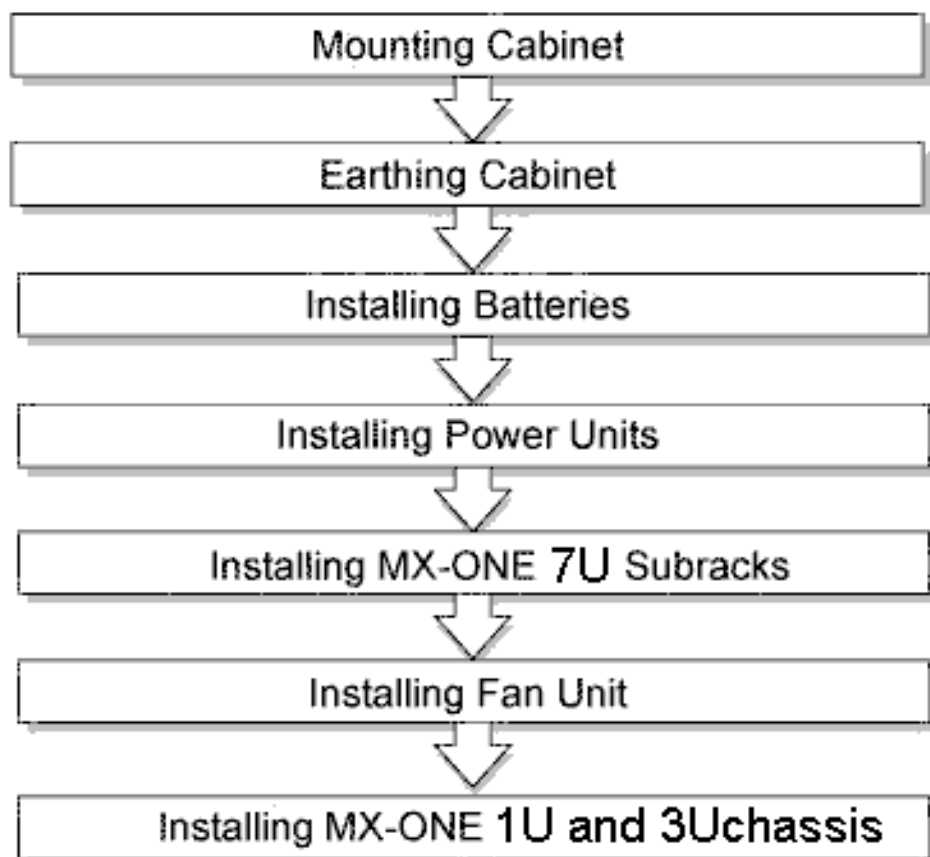 Mounting Cabinet
Earthing Cabinet
Installing Batteries
Installing Power Units
Installing MX-ONE 7U Subracks
Installing Fan Unit
Installing MX-ONE 1U and 3Uchassis